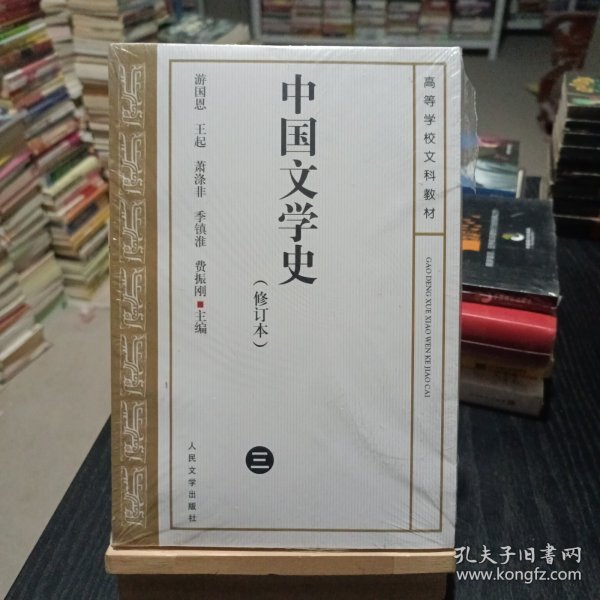 高等学校文科教材
GAO DENG XUE XIAO WEN KE JIAO CAI
中国文学史
(修订本)
三
游国恩 王起 萧涤非 季镇淮 费振刚 主编
人民文学出版社
孔夫子旧书网
www.kongfz.com